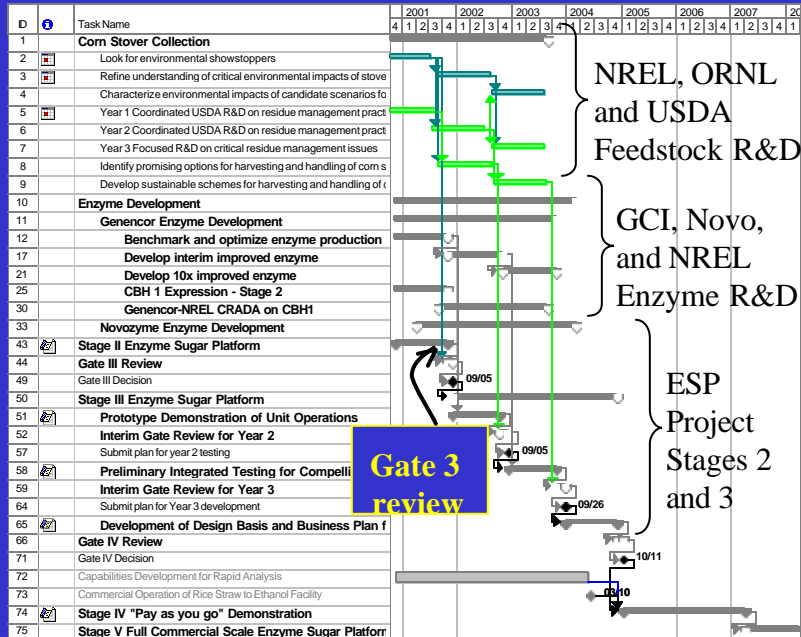 2001 2002 2003 2004 2005 2006 2007 20
ID Task Name 4 1 2 3 4 1 2 3 4 1 2 3 4 1 2 3 4 1 2 3 4 1 2 3 4 1 2 3 4 1
1 Corn Stover Collection
2 Look for environmental showstoppers
3 Refine understanding of critical environmental impacts of stove
4 Characterize environmental impacts of candidate scenarios fo
5 Year 1 Coordinated USDA R&D on residue management practi
6 Year 2 Coordinated USDA R&D on residue management practi
7 Year 3 Focused R&D on critical residue management issues
8 Identify promising options for harvesting and handling of corn s
9 Develop sustainable schemes for harvesting and handling of c
10 Enzyme Development
11 Genencor Enzyme Development
12 Benchmark and optimize enzyme production
17 Develop interim improved enzyme
21 Develop 10x improved enzyme
25 CBH 1 Expression - Stage 2
30 Genencor-NREL CRADA on CBH1
33 Novozyme Enzyme Development
43 Stage II Enzyme Sugar Platform
44 Gate III Review
49 Gate III Decision 09/05
50 Stage III Enzyme Sugar Platform
51 Prototype Demonstration of Unit Operations
52 Interim Gate Review for Year 2
57 Submit plan for year 2 testing 09/05
58 Preliminary Integrated Testing for Compelli
59 Interim Gate Review for Year 3
64 Submit plan for Year 3 development 09/26
65 Development of Design Basis and Business Plan f
66 Gate IV Review
71 Gate IV Decision 10/11
72 Capabilities Development for Rapid Analysis
73 Commercial Operation of Rice Straw to Ethanol Facility 03/10
74 Stage IV "Pay as you go" Demonstration
75 Stage V Full Commercial Scale Enzyme Sugar Platform
NREL, ORNL
and USDA
Feedstock R&D
GCI, Novo,
and NREL
Enzyme R&D
ESP
Project
Stages 2
and 3
Gate 3
review